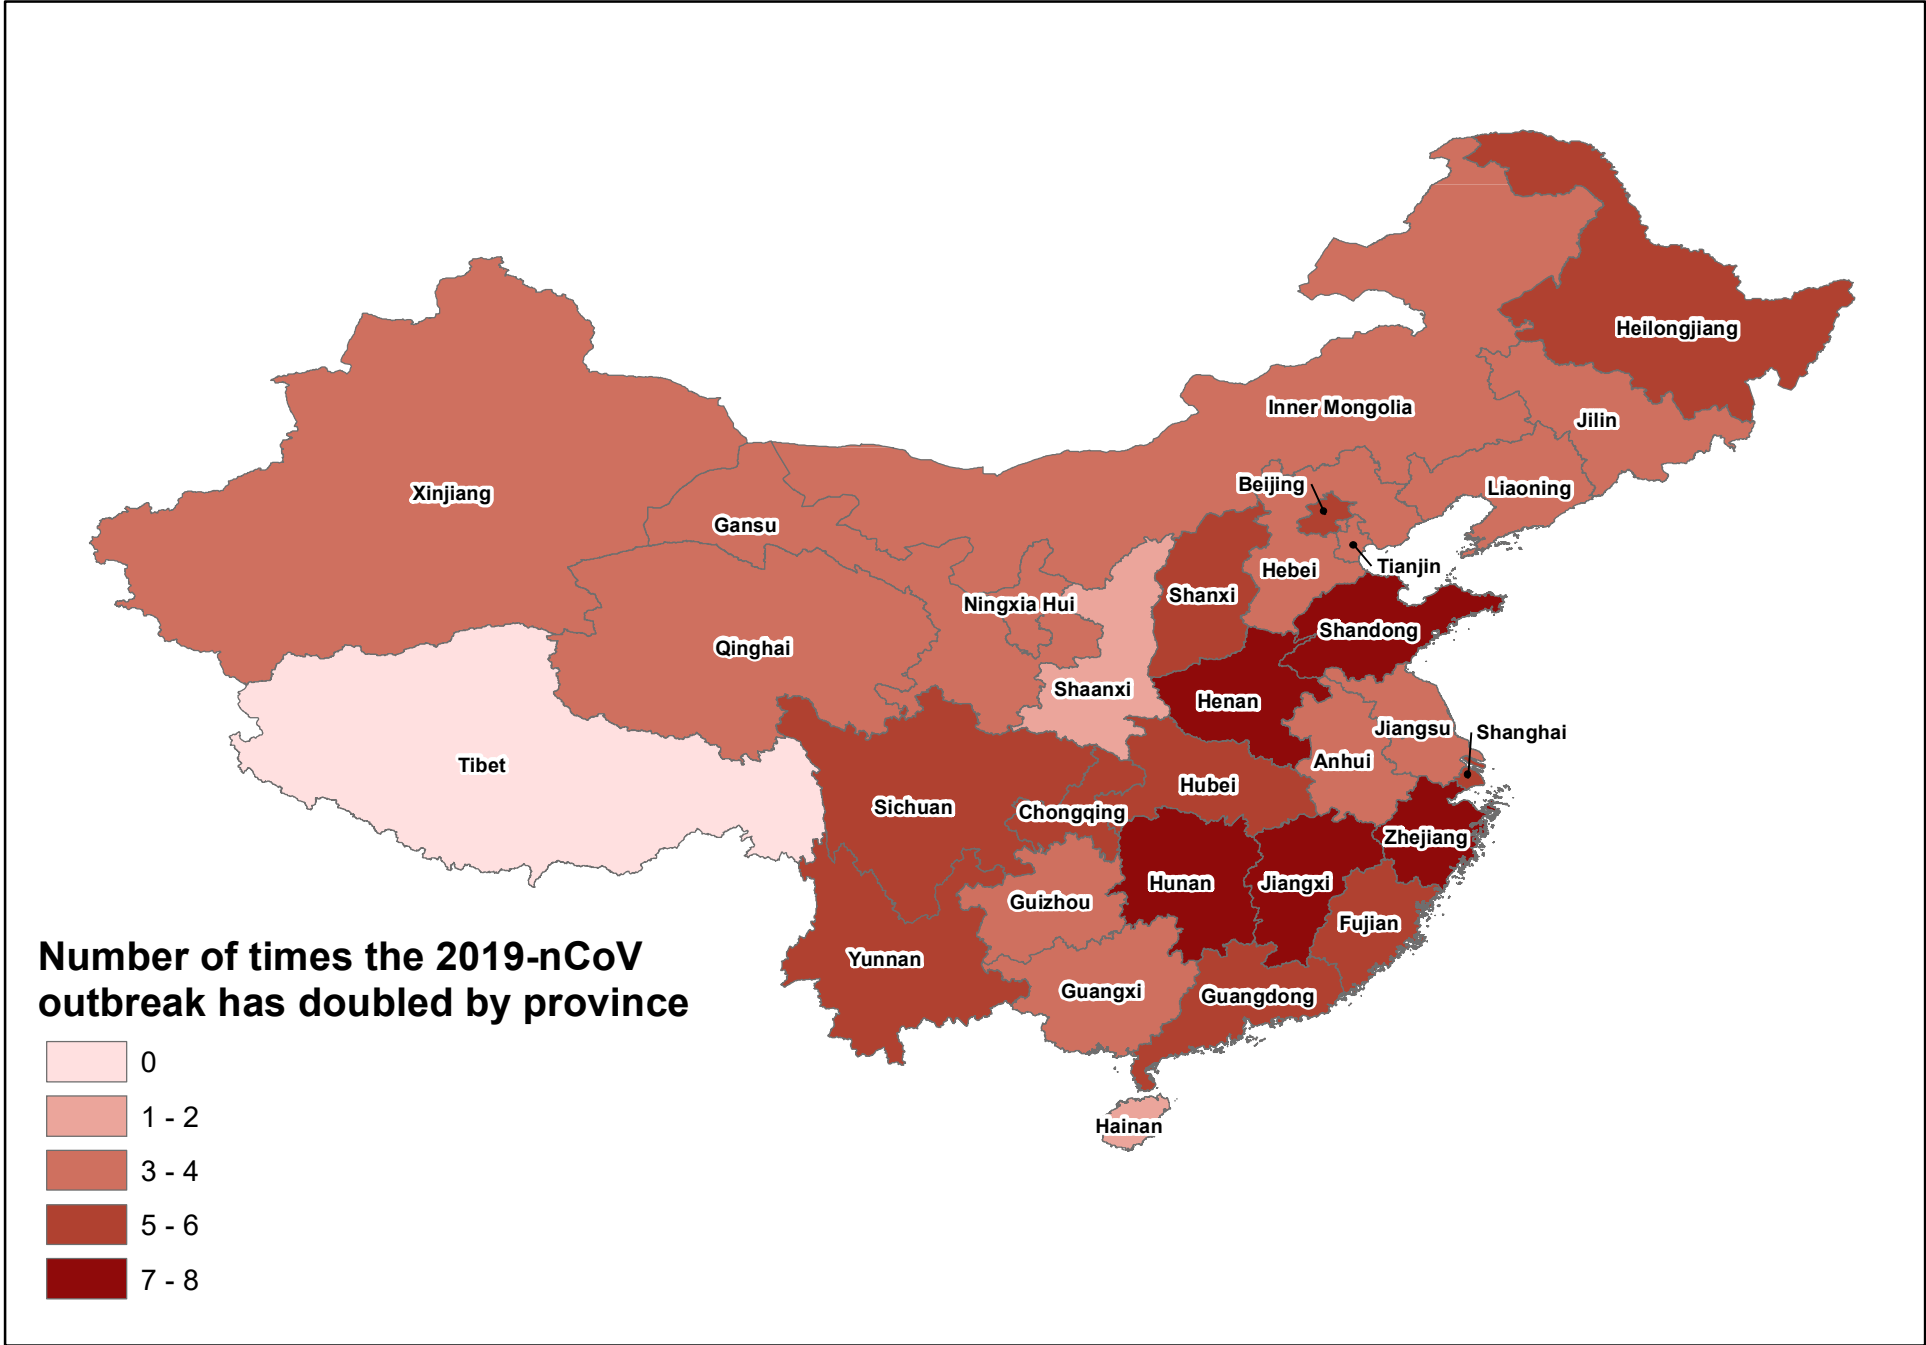 Heilongjiang
Inner Mongolia
Jilin
Beijing
Liaoning
Xinjiang
Gansu
Tianjin
Hebei
Shanxi
Ningxia Hui
Shandong
Qinghai
Shaanxi
Henan
Jiangsu
Shanghai
Anhui
Tibet
Hubei
Sichuan
Chongqing
Zhejiang
Hunan
Jiangxi
Guizhou
Fujian
Yunnan
Guangxi
Guangdong
Hainan
Number of times the 2019-nCoV
outbreak has doubled by province
0
1 - 2
3 - 4
5 - 6
7 - 8